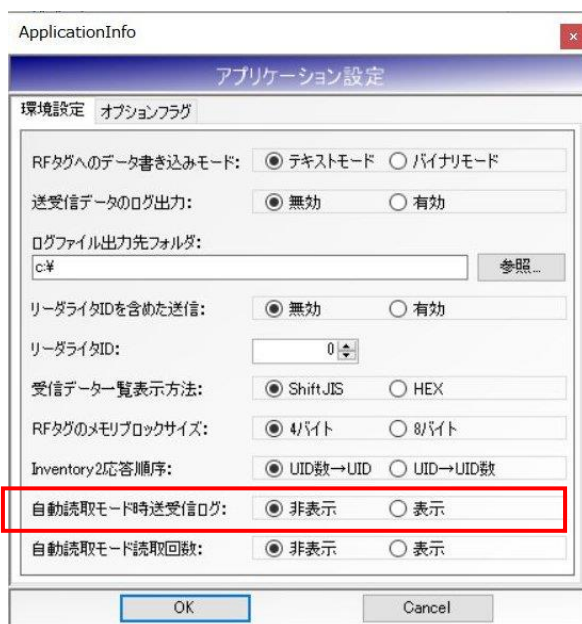 ApplicationInfo
アプリケーション設定
環境設定 オプションフラグ
RFタグへのデータ書き込みモード: テキストモード バイナリモード
送受信データのログ出力: 無効 有効
ログファイル出力先フォルダ:
c:¥ 参照...
リーダライタIDを含めた送信: 無効 有効
リーダライタID: 0
受信データ一覧表示方法: ShiftJIS HEX
RFタグのメモリブロックサイズ: 4バイト 8バイト
Inventory2応答順序: UID数→UID UID→UID数
自動読取モード時送受信ログ: 非表示 表示
自動読取モード読取回数: 非表示 表示
OK Cancel